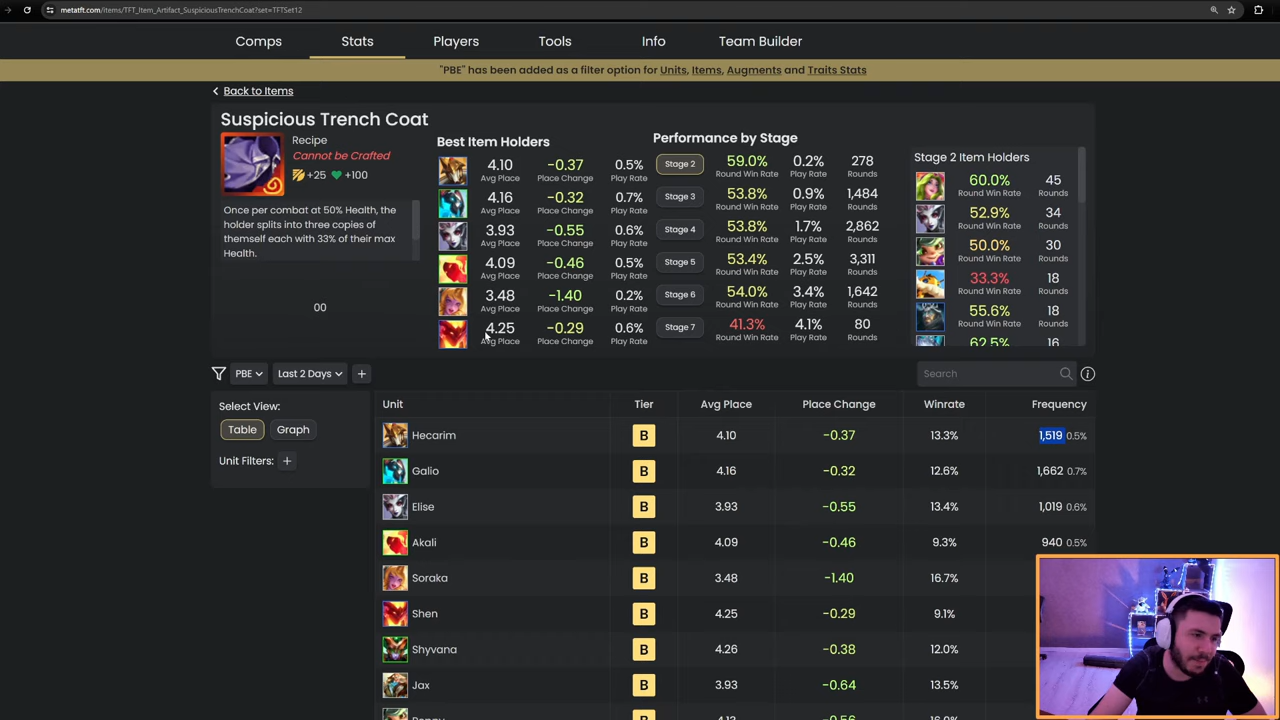 metatft.com/items/TFT_Item_Artifact_SuspiciousTrenchCoat?set=TFTSet12
Comps Stats Players Tools Info Team Builder
"PBE" has been added as a filter option for Units, Items, Augments and Traits Stats
Back to Items
Suspicious Trench Coat
Recipe
Cannot be Crafted
+25 +100
Once per combat at 50% Health, the
holder splits into three copies of
themself each with 33% of their max
Health.
00
Best Item Holders
4.10 -0.37 0.5%
Avg Place Place Change Play Rate
4.16 -0.32 0.7%
Avg Place Place Change Play Rate
3.93 -0.55 0.6%
Avg Place Place Change Play Rate
4.09 -0.46 0.5%
Avg Place Place Change Play Rate
3.48 -1.40 0.2%
Avg Place Place Change Play Rate
4.25 -0.29 0.6%
Avg Place Place Change Play Rate
Performance by Stage
Stage 2 59.0% 0.2% 278
Round Win Rate Play Rate Rounds
Stage 3 53.8% 0.9% 1,484
Round Win Rate Play Rate Rounds
Stage 4 53.8% 1.7% 2,862
Round Win Rate Play Rate Rounds
Stage 5 53.4% 2.5% 3,311
Round Win Rate Play Rate Rounds
Stage 6 54.0% 3.4% 1,642
Round Win Rate Play Rate Rounds
Stage 7 41.3% 4.1% 80
Round Win Rate Play Rate Rounds
Stage 2 Item Holders
60.0% 45
Round Win Rate Rounds
52.9% 34
Round Win Rate Rounds
50.0% 30
Round Win Rate Rounds
33.3% 18
Round Win Rate Rounds
55.6% 18
Round Win Rate Rounds
62.5% 16
PBE Last 2 Days +
Search
Select View:
Table Graph
Unit Filters: +
Unit Tier Avg Place Place Change Winrate Frequency
Hecarim B 4.10 -0.37 13.3% 1,519 0.5%
Galio B 4.16 -0.32 12.6% 1,662 0.7%
Elise B 3.93 -0.55 13.4% 1,019 0.6%
Akali B 4.09 -0.46 9.3% 940 0.5%
Soraka B 3.48 -1.40 16.7%
Shen B 4.25 -0.29 9.1%
Shyvana B 4.26 -0.38 12.0%
Jax B 3.93 -0.64 13.5%